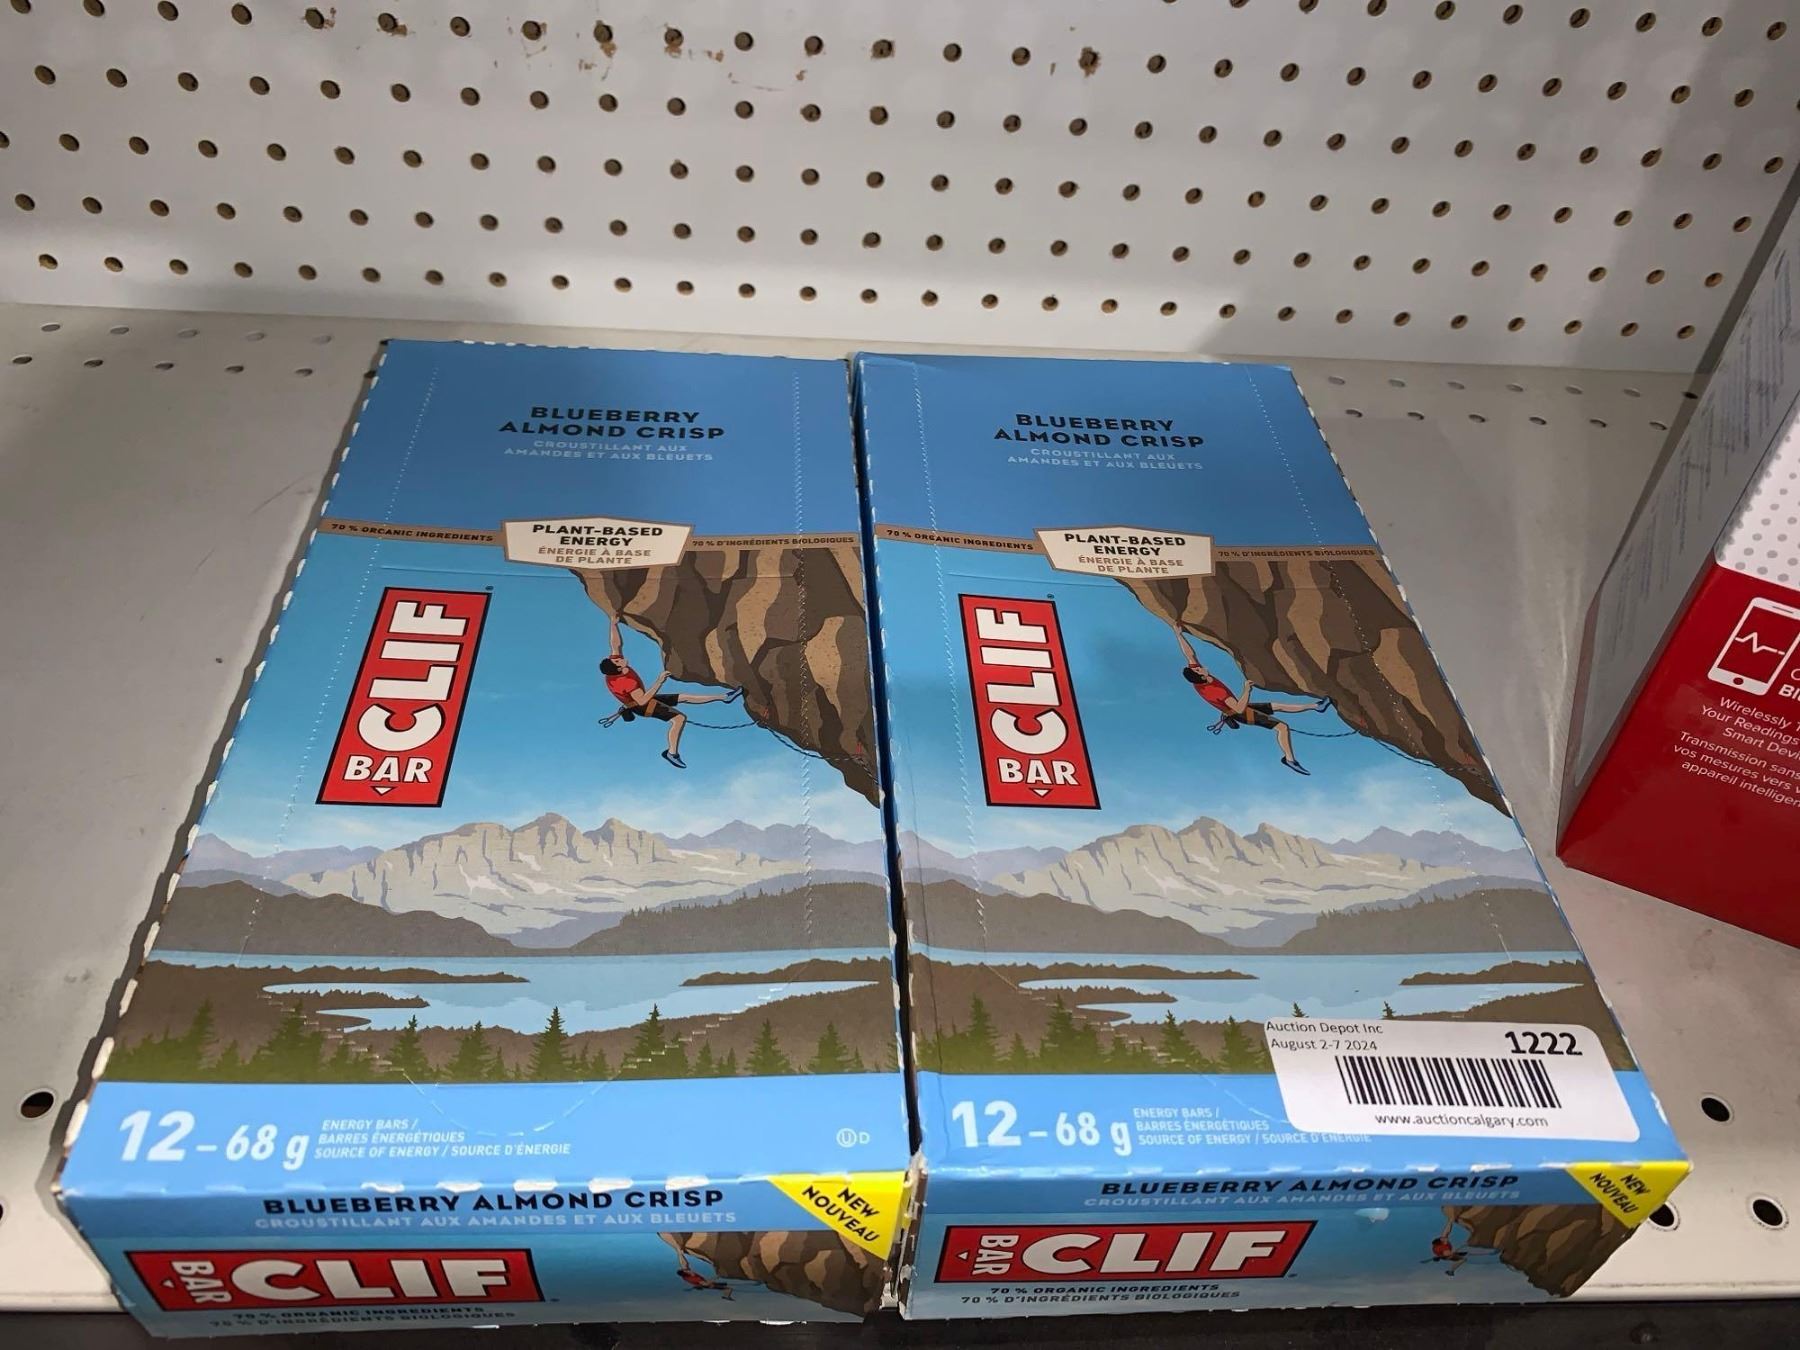 BLUEBERRY
ALMOND CRISP
CROUSTILLANT AUX
AMANDES ET AUX BLEUETS
70 % ORGANIC INGREDIENTS
PLANT-BASED
ENERGY
ÉNERGIE À BASE
DE PLANTE
70 % D'INGRÉDIENTS BIOLOGIQUES
CLIF
BAR
12-68 g
ENERGY BARS /
BARRES ÉNERGÉTIQUES
SOURCE OF ENERGY / SOURCE D'ÉNERGIE
U D
BLUEBERRY ALMOND CRISP
CROUSTILLANT AUX AMANDES ET AUX BLEUETS
NEW
NOUVEAU
BAR
CLIF
70 % ORGANIC INGREDIENTS
70 % D'INGRÉDIENTS BIOLOGIQUES
BLUEBERRY
ALMOND CRISP
CROUSTILLANT AUX
AMANDES ET AUX BLEUETS
70 % ORGANIC INGREDIENTS
PLANT-BASED
ENERGY
ÉNERGIE À BASE
DE PLANTE
70 % D'INGRÉDIENTS BIOLOGIQUES
CLIF
BAR
Auction Depot Inc
August 2-7 2024
1222
www.auctioncalgary.com
12-68 g
ENERGY BARS /
BARRES ÉNERGÉTIQUES
SOURCE OF ENERGY / SOURCE D'ÉNERGIE
BLUEBERRY ALMOND CRISP
CROUSTILLANT AUX AMANDES ET AUX BLEUETS
NEW
NOUVEAU
BAR
CLIF
70 % ORGANIC INGREDIENTS
70 % D'INGRÉDIENTS BIOLOGIQUES
Wirelessly
Your Readings
Smart
Transmission sans
vos mesures vers
appareil